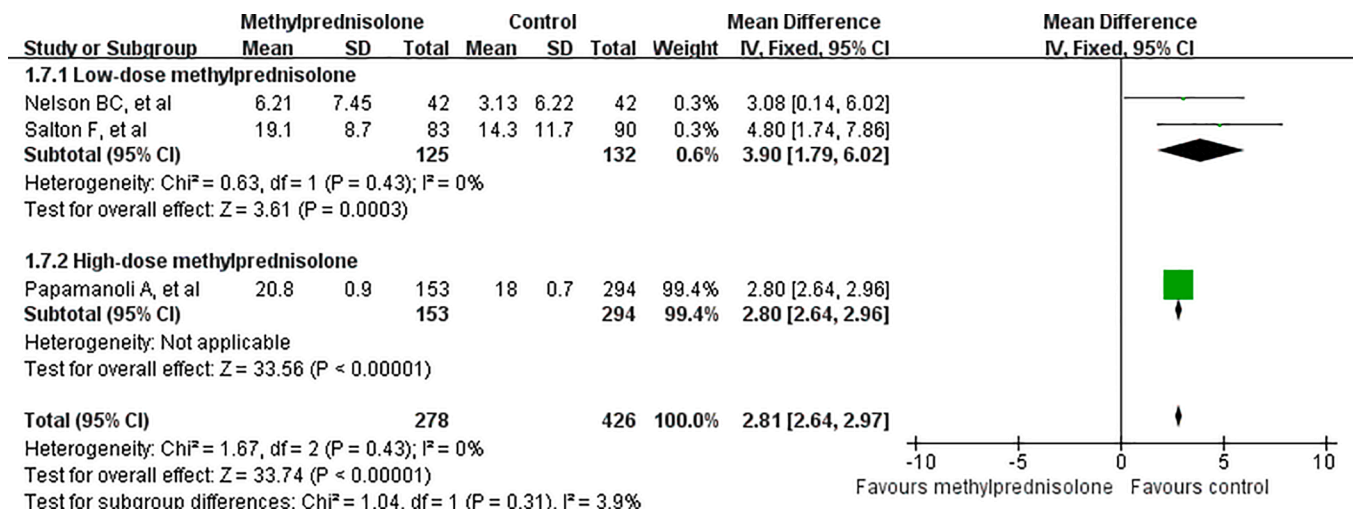 Methylprednisolone Control Mean Difference Mean Difference
Study or Subgroup Mean SD Total Mean SD Total Weight IV, Fixed, 95% CI IV, Fixed, 95% CI
1.7.1 Low-dose methylprednisolone
Nelson BC, et al 6.21 7.45 42 3.13 6.22 42 0.3% 3.08 [0.14, 6.02]
Salton F, et al 19.1 8.7 83 14.3 11.7 90 0.3% 4.80 [1.74, 7.86]
Subtotal (95% CI) 125 132 0.6% 3.90 [1.79, 6.02]
Heterogeneity: Chi² = 0.63, df = 1 (P = 0.43); I² = 0%
Test for overall effect: Z = 3.61 (P = 0.0003)
1.7.2 High-dose methylprednisolone
Papamanoli A, et al 20.8 0.9 153 18 0.7 294 99.4% 2.80 [2.64, 2.96]
Subtotal (95% CI) 153 294 99.4% 2.80 [2.64, 2.96]
Heterogeneity: Not applicable
Test for overall effect: Z = 33.56 (P < 0.00001)
Total (95% CI) 278 426 100.0% 2.81 [2.64, 2.97]
Heterogeneity: Chi² = 1.67, df = 2 (P = 0.43); I² = 0%
Test for overall effect: Z = 33.74 (P < 0.00001)
Test for subgroup differences: Chi² = 1.04, df = 1 (P = 0.31), I² = 3.9%
-10 -5 0 5 10
Favours methylprednisolone Favours control